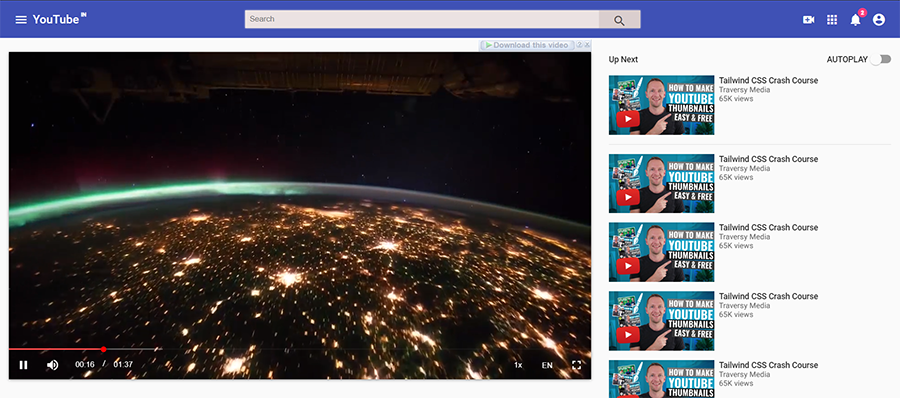 YouTube IN
Search
2
Download this video
Up Next
AUTOPLAY
HOW TO MAKE
YOUTUBE
THUMBNAILS
EASY & FREE
Tailwind CSS Crash Course
Traversy Media
65K views
HOW TO MAKE
YOUTUBE
THUMBNAILS
EASY & FREE
Tailwind CSS Crash Course
Traversy Media
65K views
HOW TO MAKE
YOUTUBE
THUMBNAILS
EASY & FREE
Tailwind CSS Crash Course
Traversy Media
65K views
HOW TO MAKE
YOUTUBE
THUMBNAILS
EASY & FREE
Tailwind CSS Crash Course
Traversy Media
65K views
HOW TO MAKE
YOUTUBE
Tailwind CSS Crash Course
Traversy Media
65K views
00:16 / 01:37
1x
EN